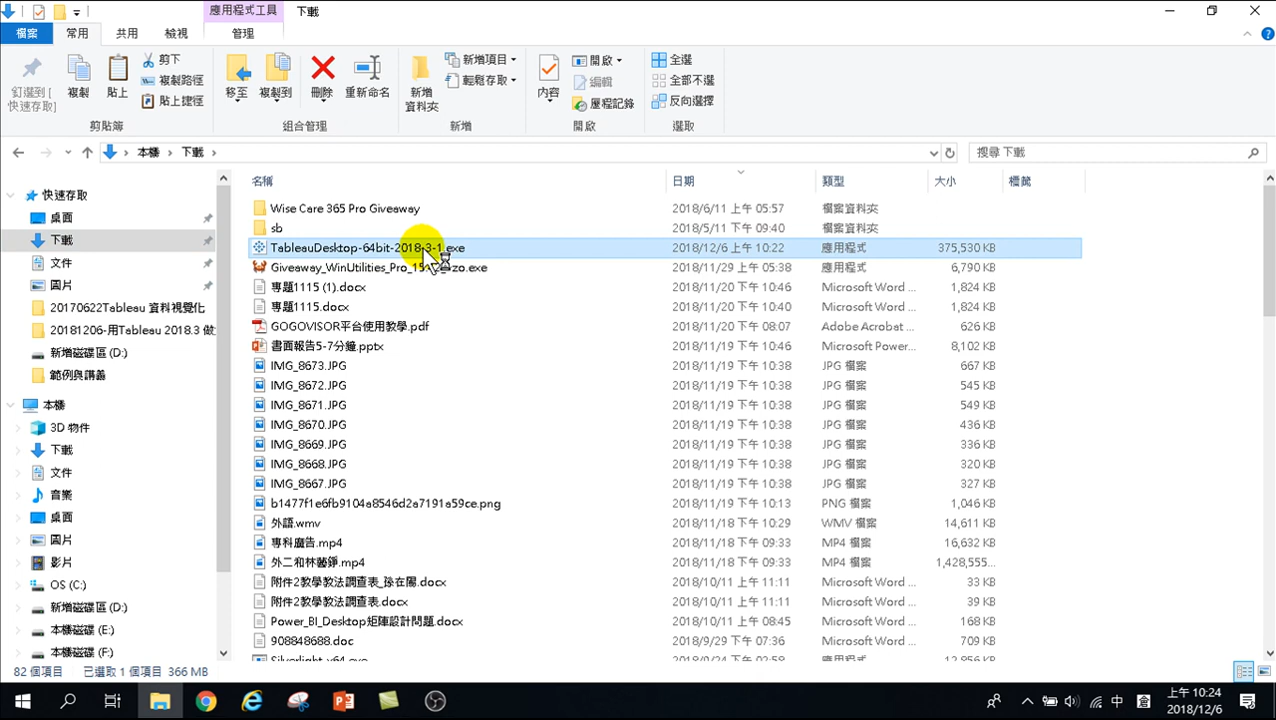 應用程式工具 下載
檔案 常用 共用 檢視 管理
釘選到 [快速存取] 複製 貼上 剪下 複製路徑 貼上捷徑 移至 複製到 刪除 重新命名 新增資料夾 新增項目 輕鬆存取 內容 開啟 編輯 歷程記錄 全選 全部不選 反向選擇
剪貼簿 組合管理 新增 開啟 選取
本機 下載 搜尋 下載
快速存取
桌面
下載
文件
圖片
20170622Tableau 資料視覺化
20181206-用Tableau 2018.3 做
新增磁碟區 (D:)
範例與講義
本機
3D 物件
下載
文件
音樂
桌面
圖片
影片
OS (C:)
新增磁碟區 (D:)
本機磁碟 (E:)
本機磁碟 (F:)
名稱 日期 類型 大小 標籤
Wise Care 365 Pro Giveaway 2018/6/11 上午 05:57 檔案資料夾
sb 2018/5/11 上午 09:40 檔案資料夾
TableauDesktop-64bit-2018-3-1.exe 2018/12/6 上午 10:22 應用程式 375,530 KB
Giveaway_WinUtilities_Pro_15 zo.exe 2018/11/29 上午 05:38 應用程式 6,790 KB
專題1115 (1).docx 2018/11/20 上午 10:46 Microsoft Word ... 1,824 KB
專題1115.docx 2018/11/20 上午 10:40 Microsoft Word ... 1,824 KB
GOGOVISOR平台使用教學.pdf 2018/11/20 上午 08:07 Adobe Acrobat ... 626 KB
書面報告5-7分鐘.pptx 2018/11/19 下午 10:46 Microsoft Power... 8,102 KB
IMG_8673.JPG 2018/11/19 下午 10:38 JPG 檔案 667 KB
IMG_8672.JPG 2018/11/19 下午 10:38 JPG 檔案 545 KB
IMG_8671.JPG 2018/11/19 下午 10:38 JPG 檔案 549 KB
IMG_8670.JPG 2018/11/19 下午 10:38 JPG 檔案 436 KB
IMG_8669.JPG 2018/11/19 下午 10:38 JPG 檔案 336 KB
IMG_8668.JPG 2018/11/19 下午 10:38 JPG 檔案 320 KB
IMG_8667.JPG 2018/11/19 下午 10:38 JPG 檔案 327 KB
b1477f1e6fb9104a8546d2a7191a59ce.png 2018/11/19 下午 10:13 PNG 檔案 1,046 KB
外語.wmv 2018/11/18 下午 10:29 WMV 檔案 14,611 KB
專科廣告.mp4 2018/11/18 下午 09:33 MP4 檔案 16,632 KB
外二和林藝錚.mp4 2018/11/18 下午 09:33 MP4 檔案 1,428,555...
附件2教學教法調查表_孫在陽.docx 2018/10/11 上午 11:11 Microsoft Word ... 33 KB
附件2教學教法調查表.docx 2018/10/11 上午 11:11 Microsoft Word ... 39 KB
Power_BI_Desktop矩陣設計問題.docx 2018/10/11 上午 08:45 Microsoft Word ... 168 KB
908848688.doc 2018/9/29 下午 07:36 Microsoft Word ... 709 KB
82 個項目 已選取 1 個項目 366 MB
中 上午 10:24
2018/12/6